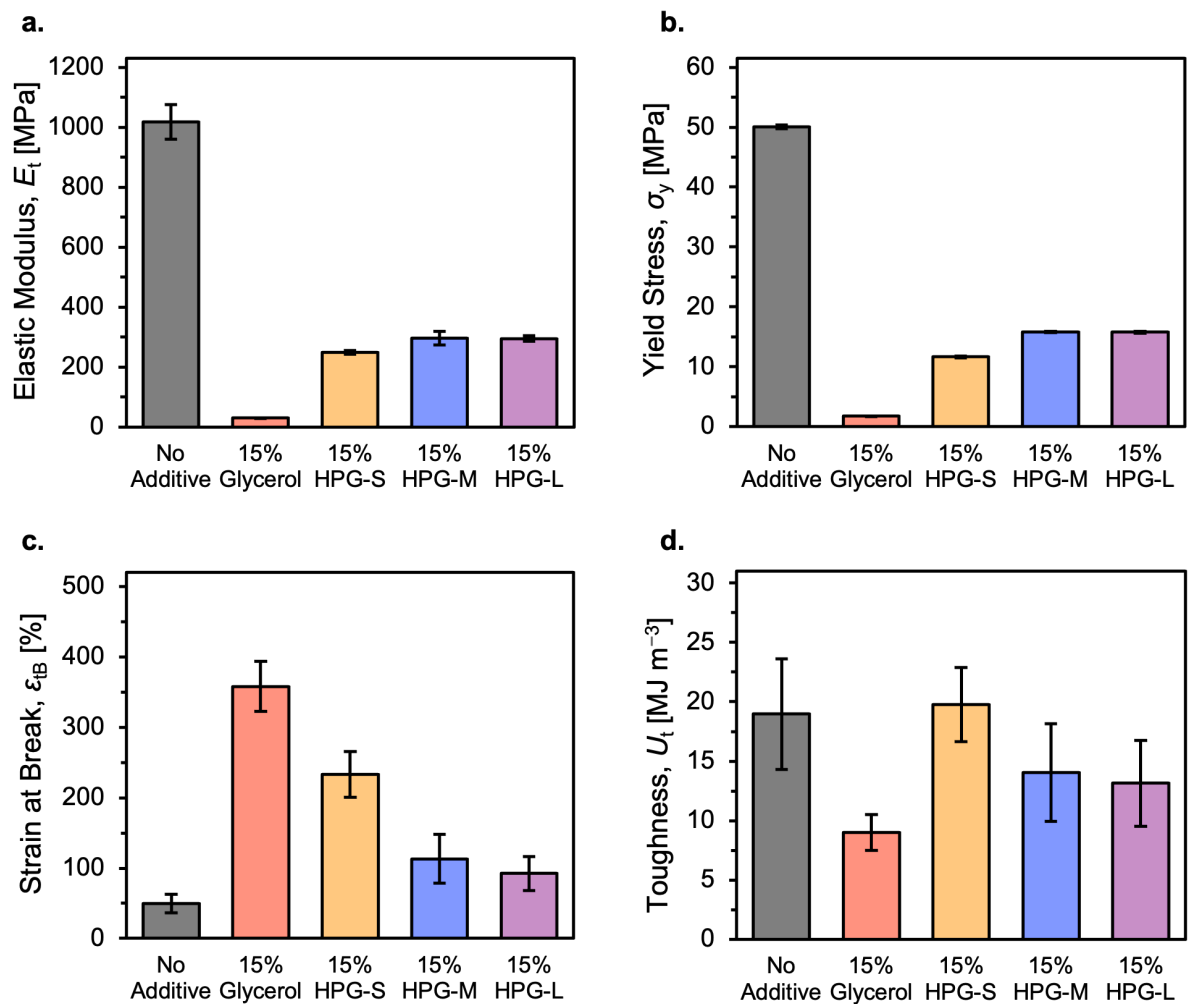 a.
Elastic Modulus, Eₜ [MPa]
1200
1000
800
600
400
200
0
No Additive
15% Glycerol
15% HPG-S
15% HPG-M
15% HPG-L
b.
Yield Stress, σᵧ [MPa]
60
50
40
30
20
10
0
No Additive
15% Glycerol
15% HPG-S
15% HPG-M
15% HPG-L
c.
Strain at Break, εtB [%]
500
400
300
200
100
0
No Additive
15% Glycerol
15% HPG-S
15% HPG-M
15% HPG-L
d.
Toughness, Uₜ [MJ m⁻³]
30
25
20
15
10
5
0
No Additive
15% Glycerol
15% HPG-S
15% HPG-M
15% HPG-L